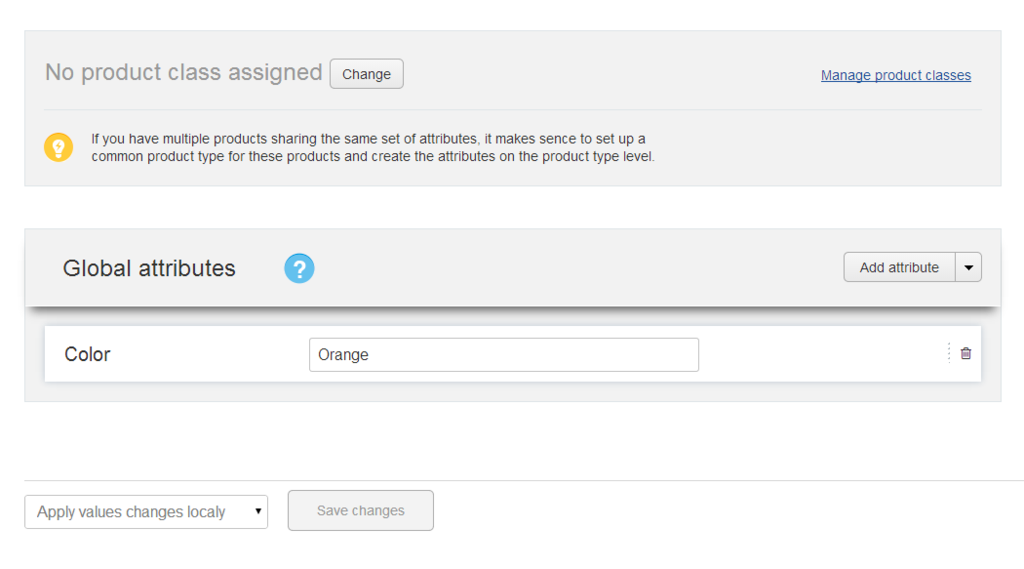 No product class assigned Change Manage product classes
If you have multiple products sharing the same set of attributes, it makes sence to set up a
common product type for these products and create the attributes on the product type level.
Global attributes ? Add attribute
Color Orange
Apply values changes localy Save changes